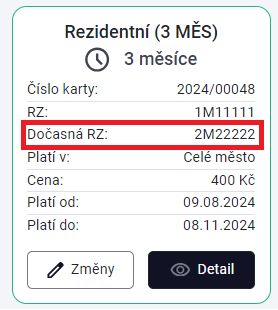 Rezidentní (3 MĚS)
3 měsíce
Číslo karty: 2024/00048
RZ: 1M11111
Dočasná RZ: 2M22222
Platí v: Celé město
Cena: 400 Kč
Platí od: 09.08.2024
Platí do: 08.11.2024
Změny Detail